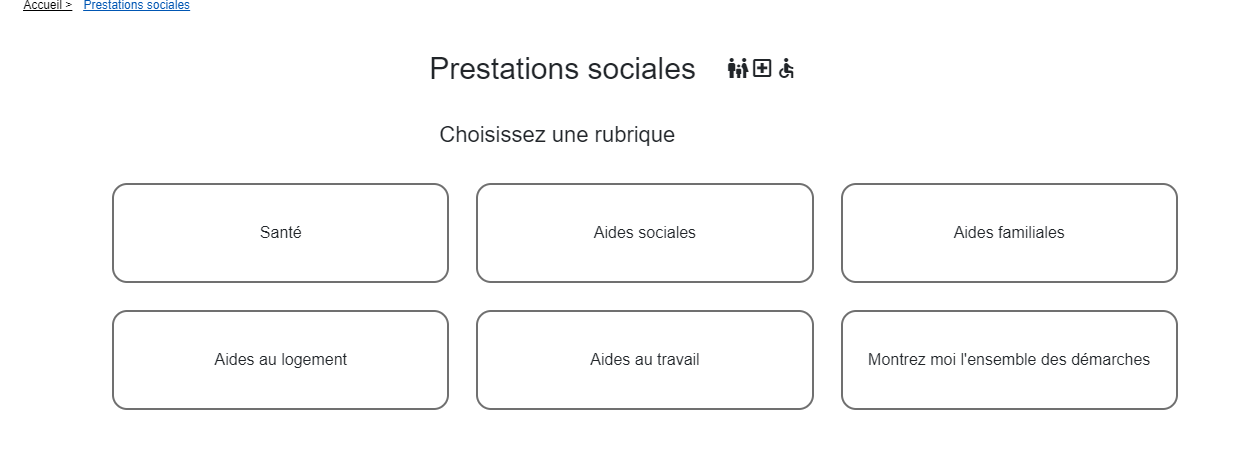 Accueil > Prestations sociales
Prestations sociales
Choisissez une rubrique
Santé
Aides sociales
Aides familiales
Aides au logement
Aides au travail
Montrez moi l'ensemble des démarches